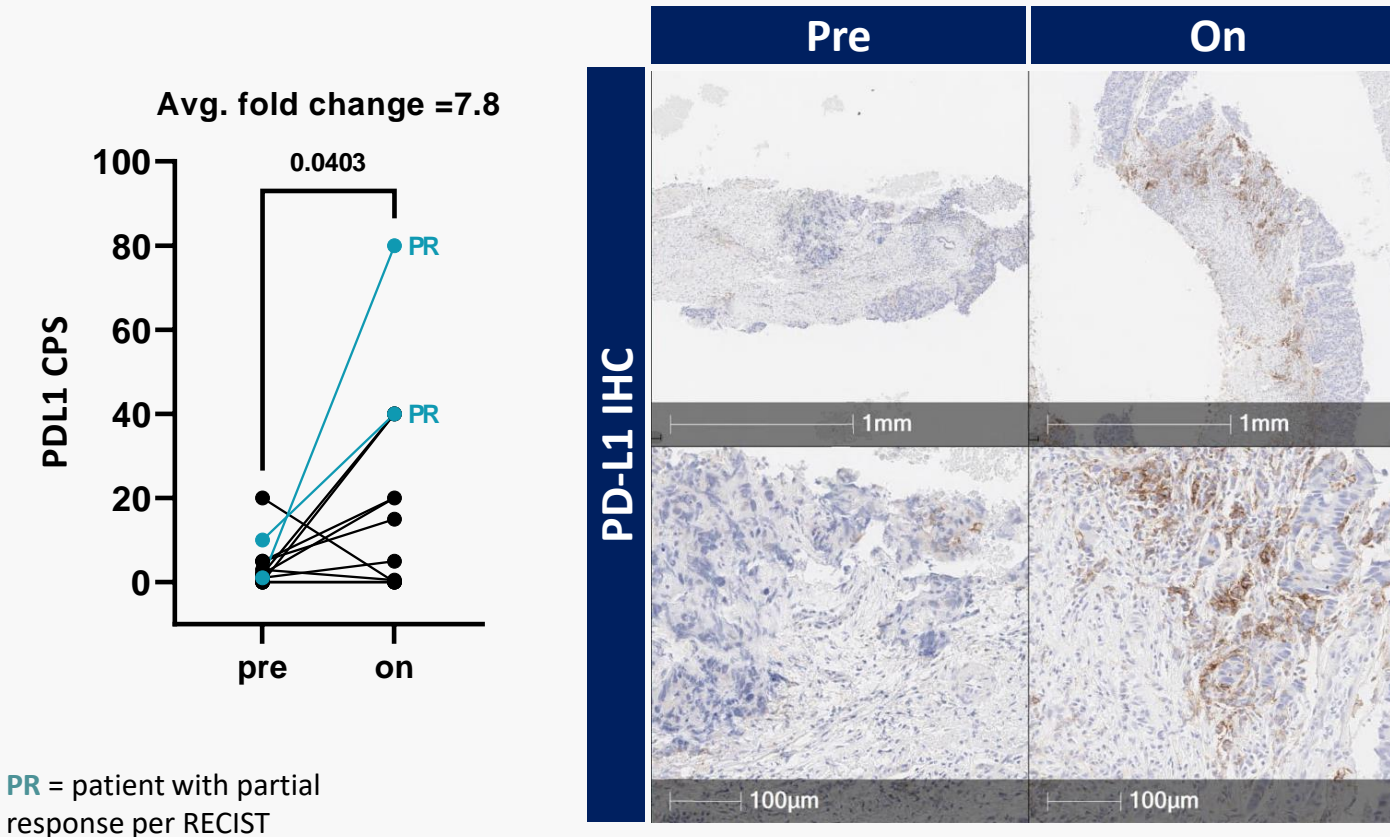 Avg. fold change =7.8
0.0403
100
80
60
40
20
0
PDL1 CPS
PR
PR
pre
on
PR = patient with partial
response per RECIST
Pre
On
PD-L1 IHC
1mm
1mm
100µm
100µm